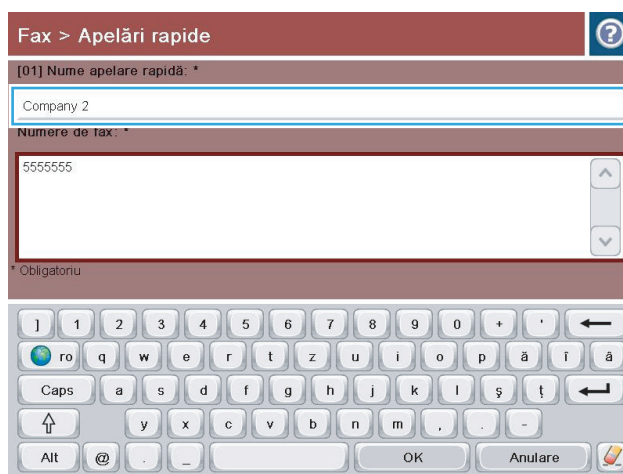 Fax > Apelări rapide
?
[01] Nume apelare rapidă: *
Company 2
Numere de fax: *
5555555
* Obligatoriu
] 1 2 3 4 5 6 7 8 9 0 + '
ro q w e r t z u i o p ă î â
Caps a s d f g h j k l ş ţ
y x c v b n m , . -
Alt @ . _ OK Anulare